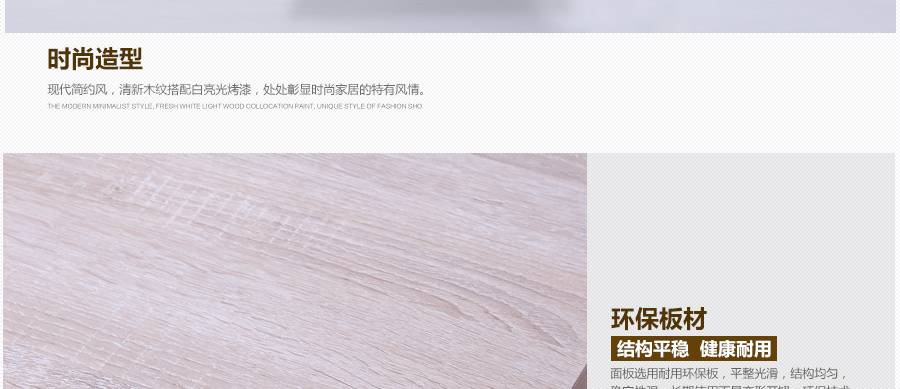 时尚造型
现代简约风，清新木纹搭配白亮光烤漆，处处彰显时尚家居的特有风情。
THE MODERN MINIMALIST STYLE, FRESH WHITE LIGHT WOOD COLLOCATION PAINT, UNIQUE STYLE OF FASHION SHO
环保板材
结构平稳 健康耐用
面板选用耐用环保板，平整光滑，结构均匀，